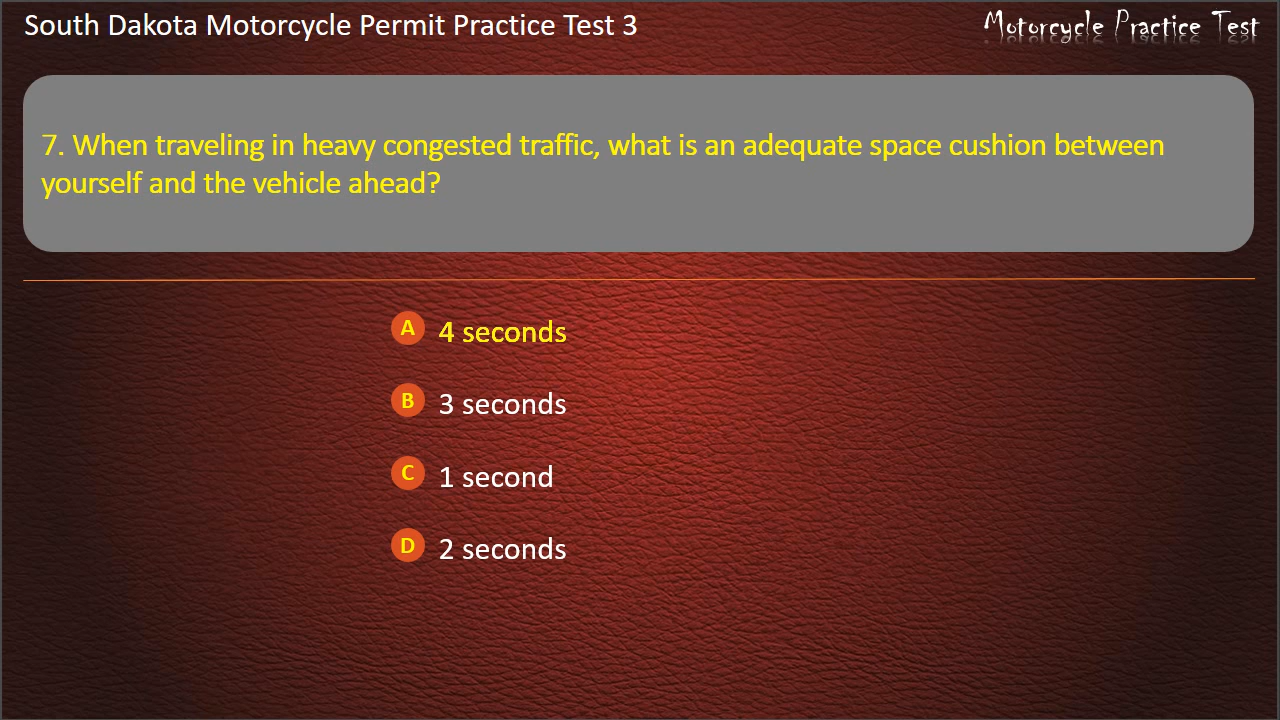 South Dakota Motorcycle Permit Practice Test 3
Motorcycle Practice Test
7. When traveling in heavy congested traffic, what is an adequate space cushion between
yourself and the vehicle ahead?
A 4 seconds
B 3 seconds
C 1 second
D 2 seconds